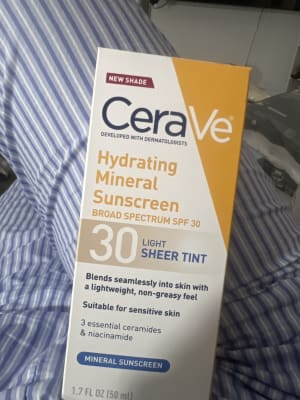 NEW SHADE
CeraVe
DEVELOPED WITH DERMATOLOGISTS
Hydrating
Mineral
Sunscreen
BROAD SPECTRUM SPF 30
30 LIGHT
SHEER TINT
Blends seamlessly into skin with
a lightweight, non-greasy feel
Suitable for sensitive skin
3 essential ceramides
& niacinamide
MINERAL SUNSCREEN
1.7 FL OZ (50 ml)